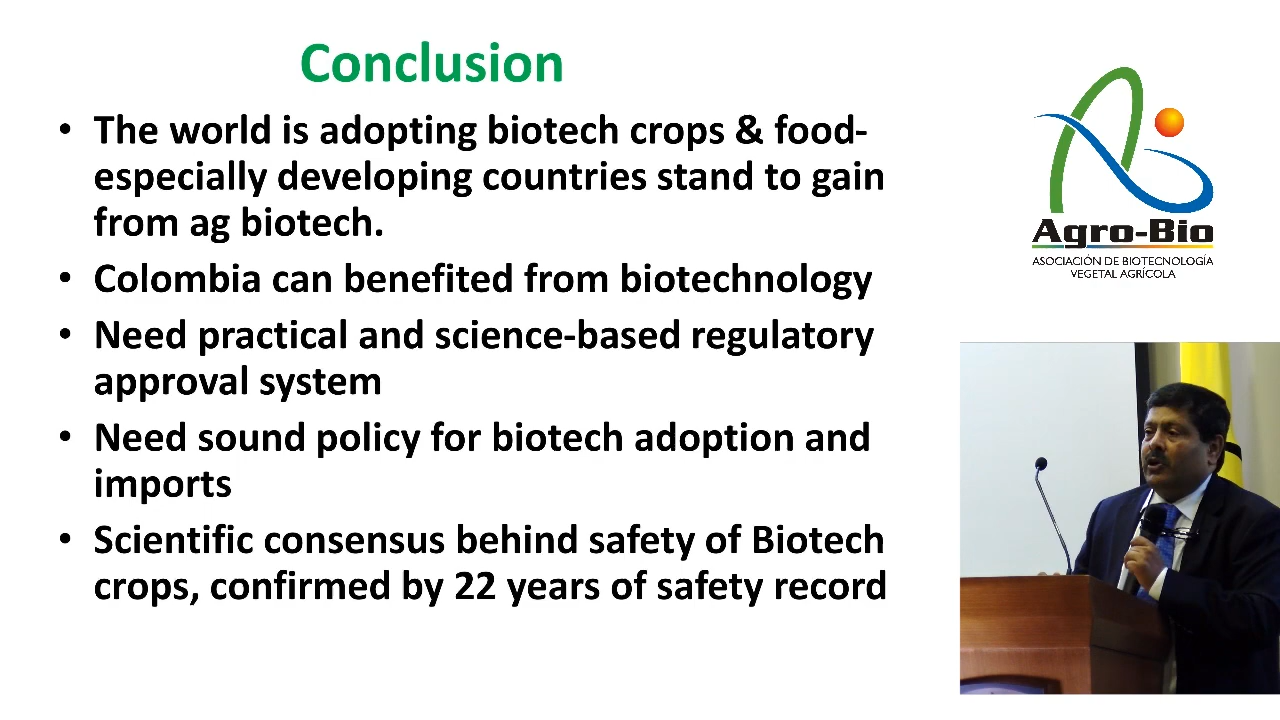 Conclusion
• The world is adopting biotech crops & food-
especially developing countries stand to gain
from ag biotech.
• Colombia can benefited from biotechnology
• Need practical and science-based regulatory
approval system
• Need sound policy for biotech adoption and
imports
• Scientific consensus behind safety of Biotech
crops, confirmed by 22 years of safety record
Agro-Bio
ASOCIACIÓN DE BIOTECNOLOGÍA
VEGETAL AGRÍCOLA